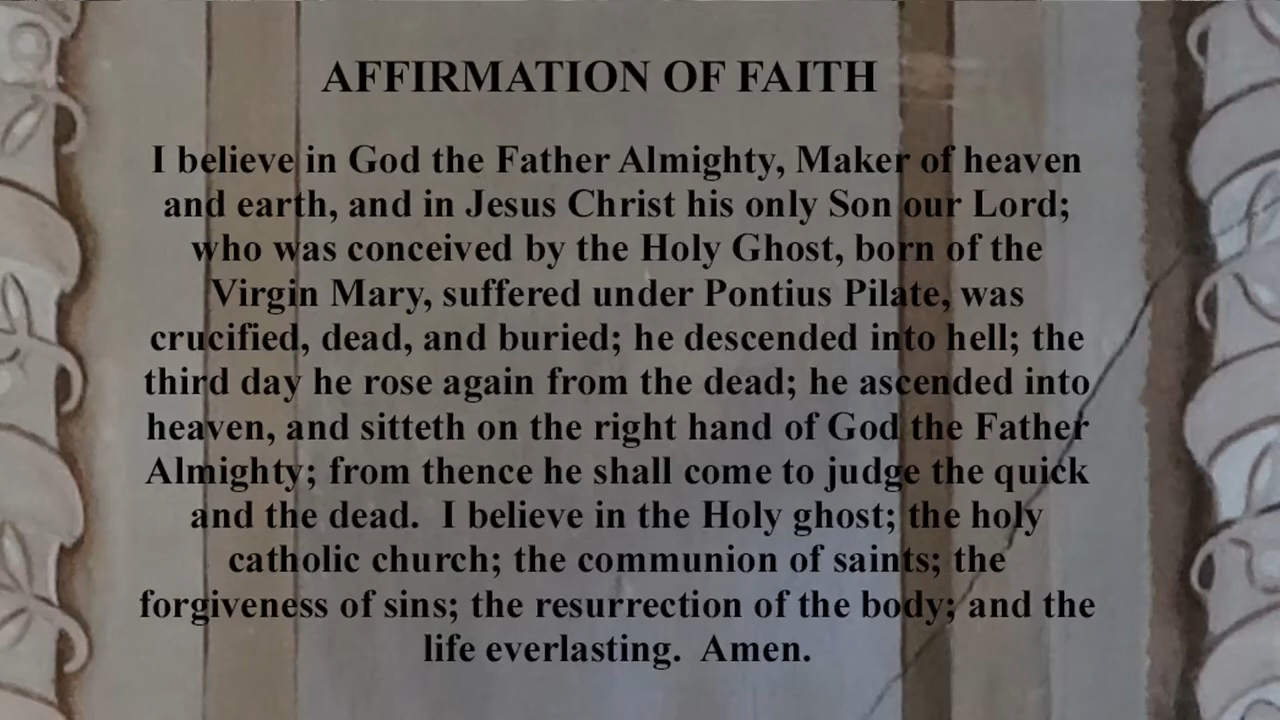 AFFIRMATION OF FAITH
I believe in God the Father Almighty, Maker of heaven
and earth, and in Jesus Christ his only Son our Lord;
who was conceived by the Holy Ghost, born of the
Virgin Mary, suffered under Pontius Pilate, was
crucified, dead, and buried; he descended into hell; the
third day he rose again from the dead; he ascended into
heaven, and sitteth on the right hand of God the Father
Almighty; from thence he shall come to judge the quick
and the dead.  I believe in the Holy ghost; the holy
catholic church; the communion of saints; the
forgiveness of sins; the resurrection of the body; and the
life everlasting.  Amen.